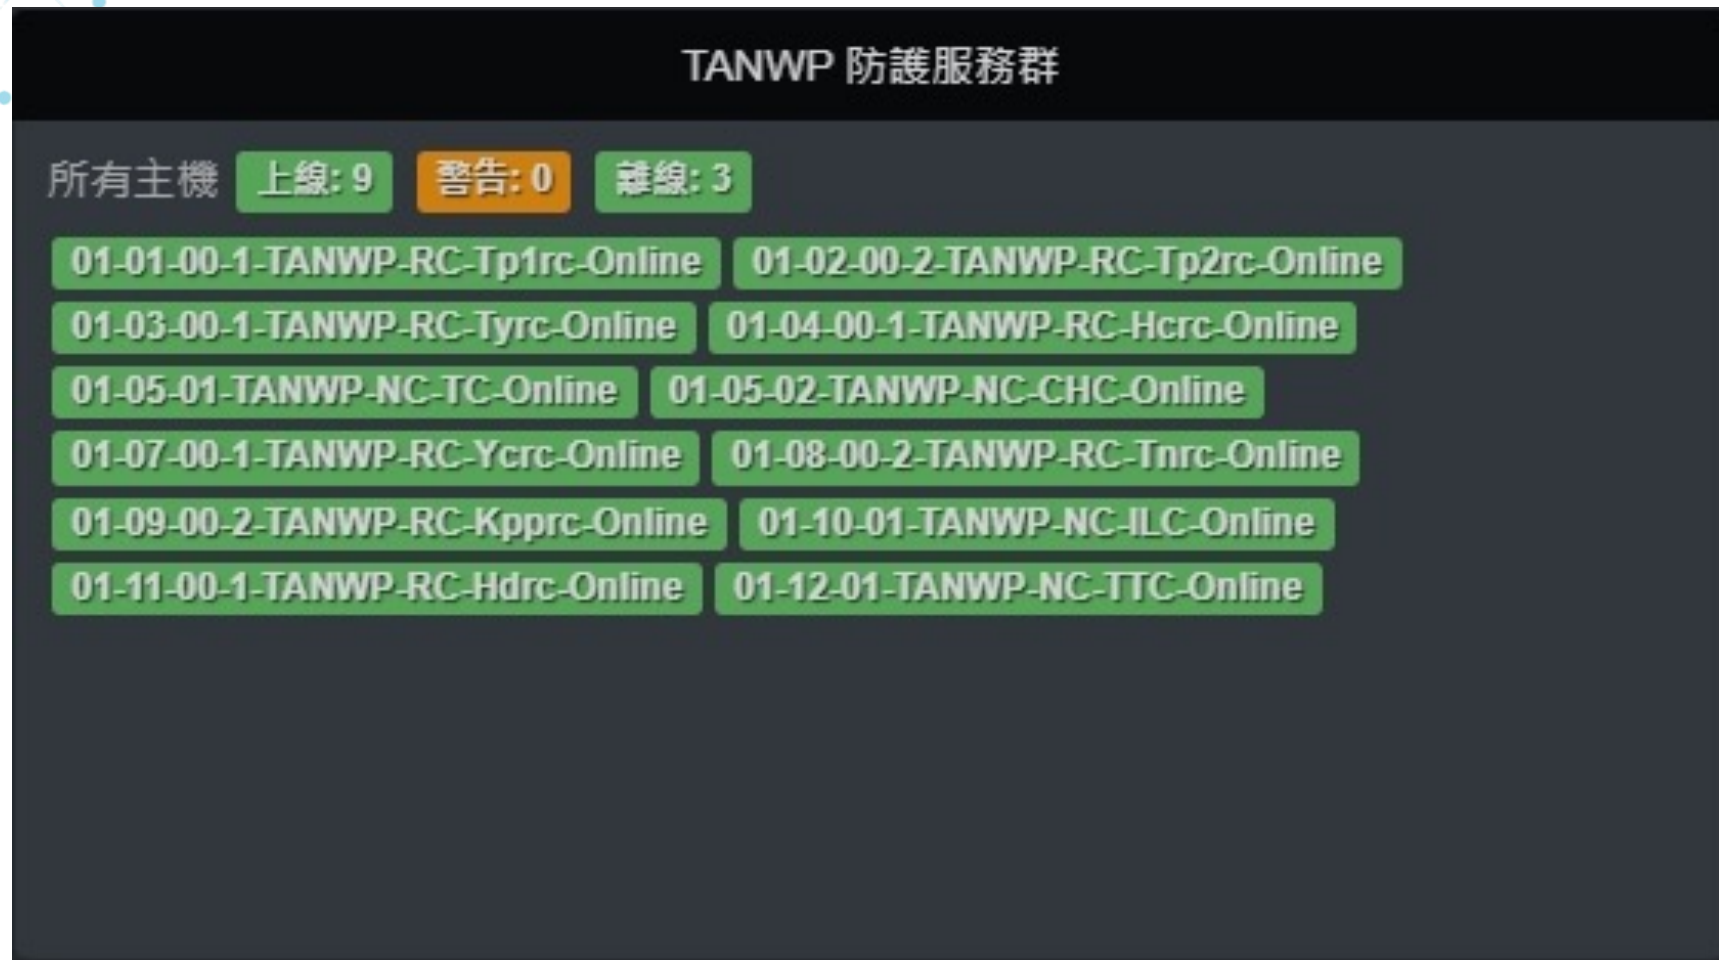 TANWP 防護服務群
所有主機 上線: 9 警告: 0 離線: 3
01-01-00-1-TANWP-RC-Tp1rc-Online 01-02-00-2-TANWP-RC-Tp2rc-Online
01-03-00-1-TANWP-RC-Tyrc-Online 01-04-00-1-TANWP-RC-Hcrc-Online
01-05-01-TANWP-NC-TC-Online 01-05-02-TANWP-NC-CHC-Online
01-07-00-1-TANWP-RC-Ycrc-Online 01-08-00-2-TANWP-RC-Tnrc-Online
01-09-00-2-TANWP-RC-Kpprc-Online 01-10-01-TANWP-NC-ILC-Online
01-11-00-1-TANWP-RC-Hdrc-Online 01-12-01-TANWP-NC-TTC-Online